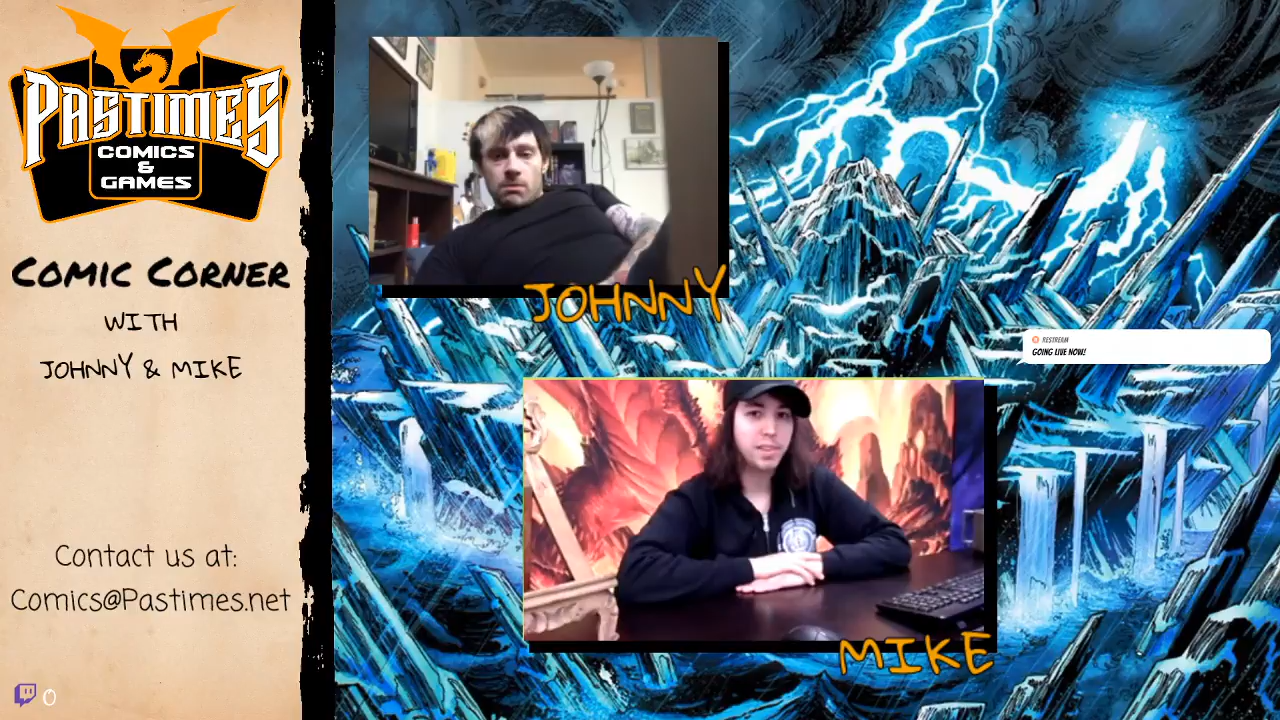 PASTIMES
COMICS
&
GAMES
COMIC CORNER
WITH
JOHNNY & MIKE
Contact us at:
Comics@Pastimes.net
0
JOHNNY
RESTREAM
GOING LIVE NOW!
MIKE